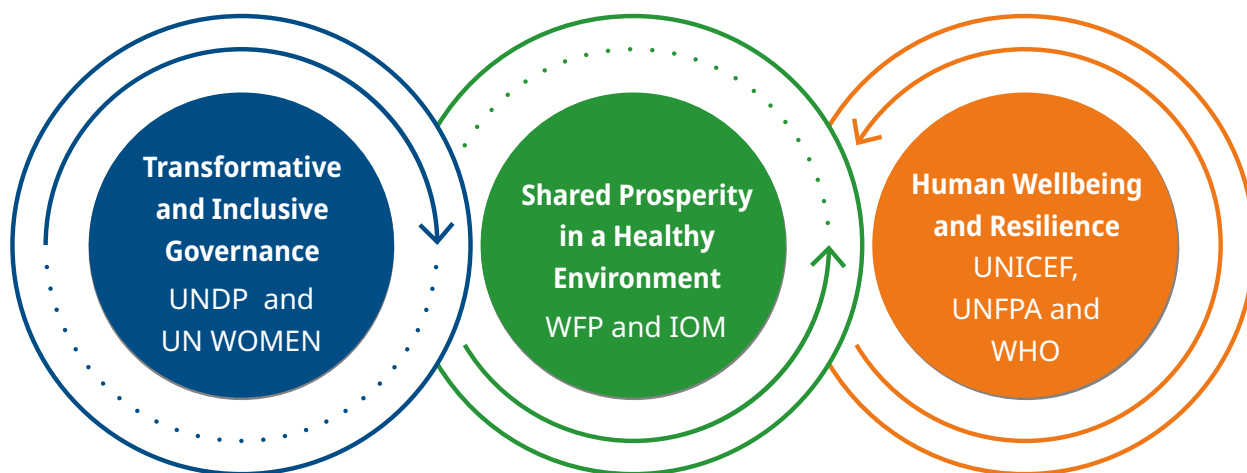 Transformative
and Inclusive
Governance
UNDP and
UN WOMEN
Shared Prosperity
in a Healthy
Environment
WFP and IOM
Human Wellbeing
and Resilience
UNICEF,
UNFPA and
WHO